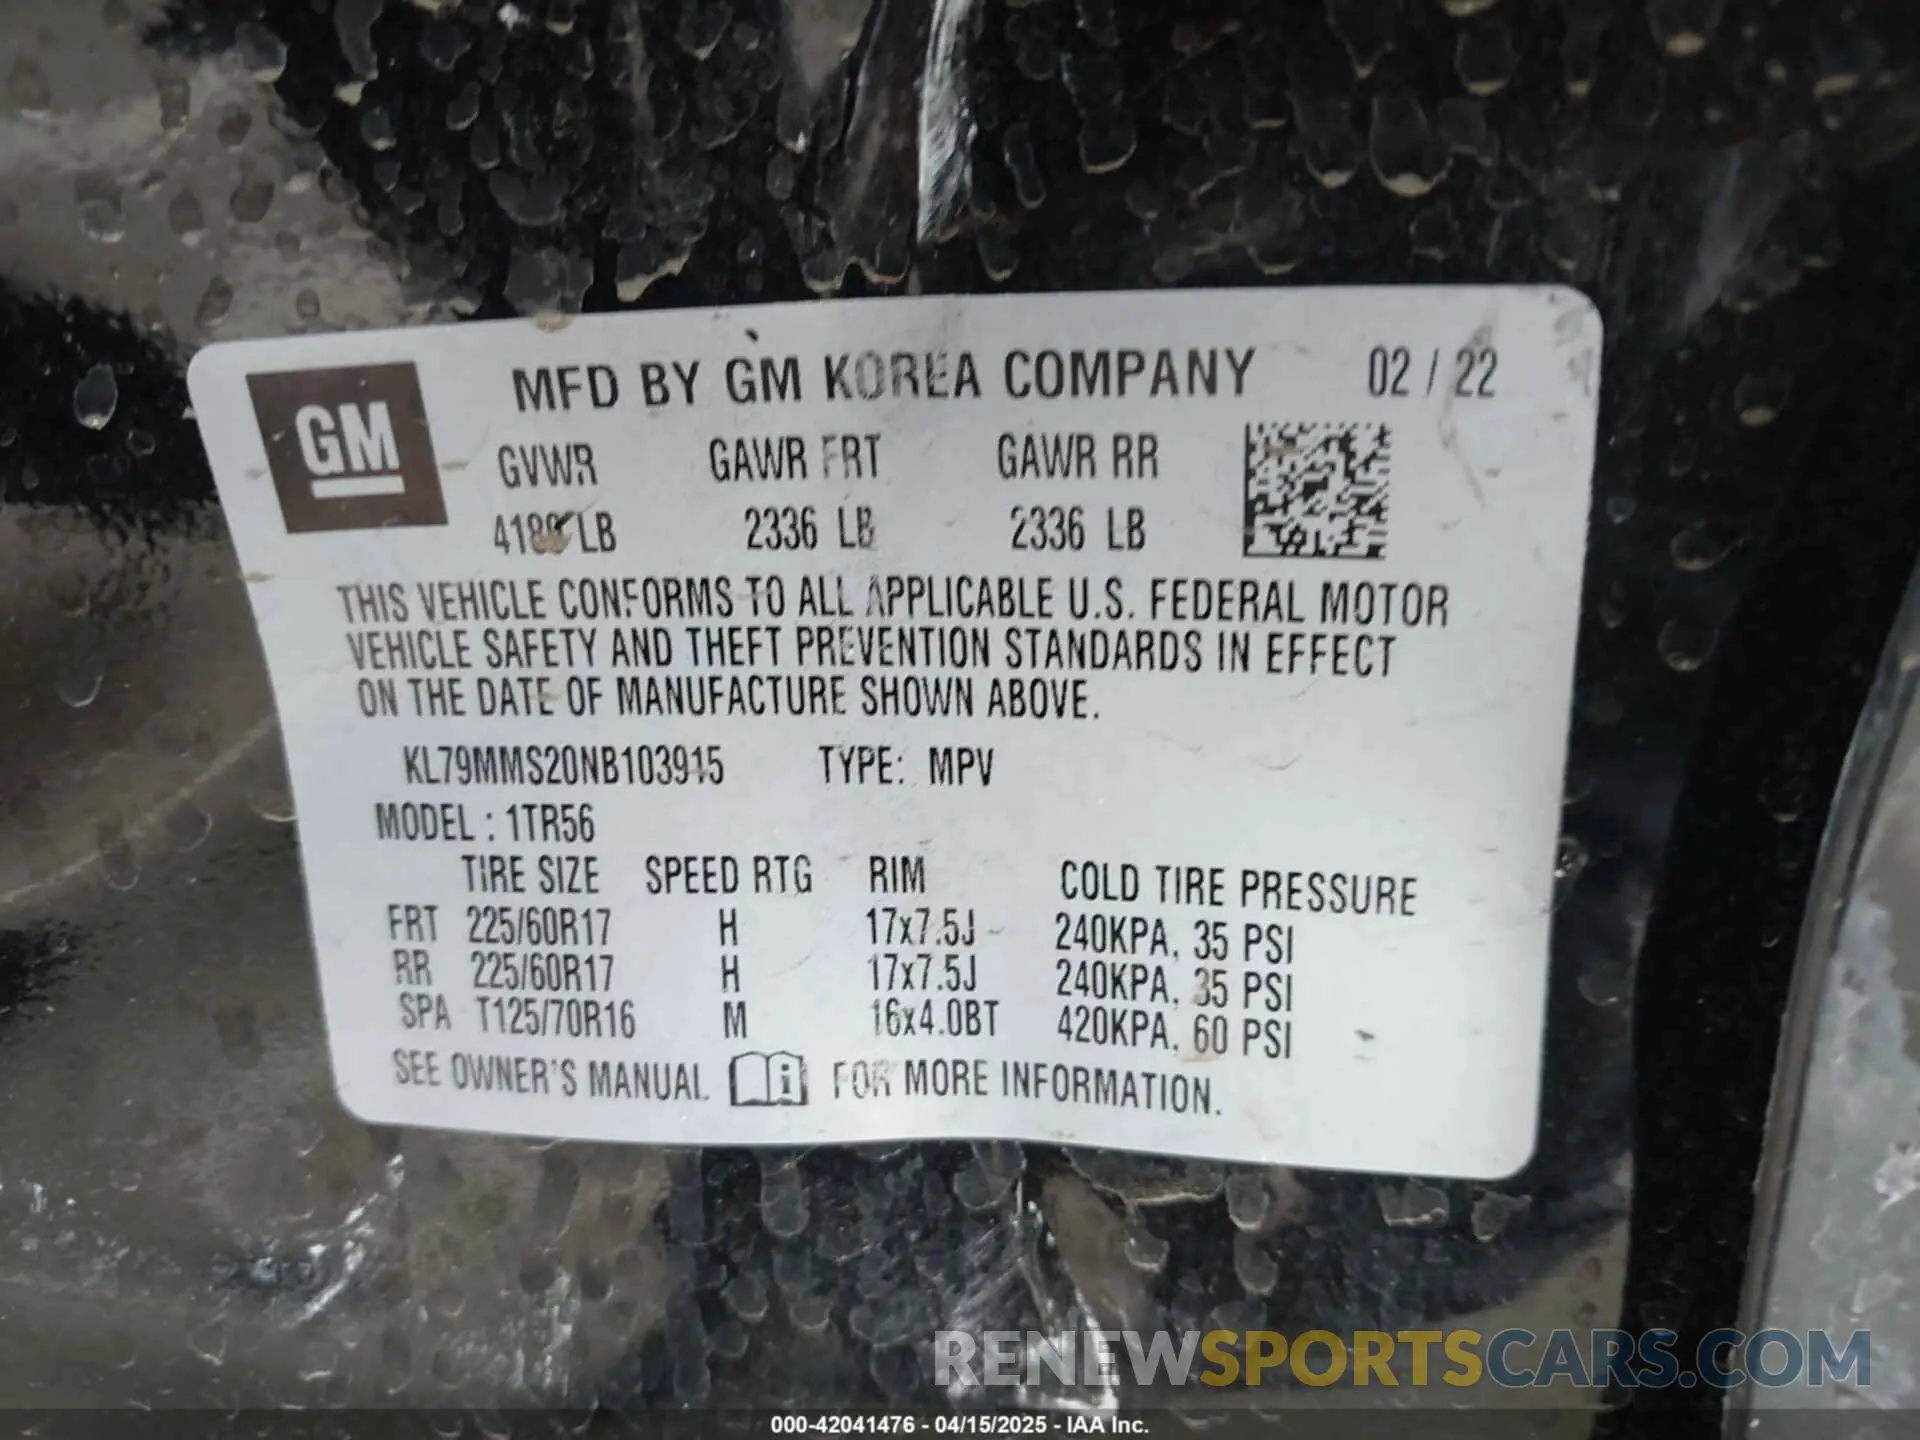 GM
MFD BY GM KOREA COMPANY 02 / 22
GVWR GAWR FRT GAWR RR
LB 2336 LB 2336 LB
THIS VEHICLE CONFORMS TO ALL APPLICABLE U.S. FEDERAL MOTOR
VEHICLE SAFETY AND THEFT PREVENTION STANDARDS IN EFFECT
ON THE DATE OF MANUFACTURE SHOWN ABOVE.
KL79MMS20NB103915 TYPE: MPV
MODEL : 1TR56
TIRE SIZE SPEED RTG RIM COLD TIRE PRESSURE
FRT 225/60R17 H 17x7.5J 240KPA, 35 PSI
RR 225/60R17 H 17x7.5J 240KPA, 35 PSI
SPA T125/70R16 M 16x4.0BT 420KPA, 60 PSI
SEE OWNER'S MANUAL FOR MORE INFORMATION.
RENEWSPORTSCARS.COM
000-42041476 - 04/15/2025 - IAA Inc.